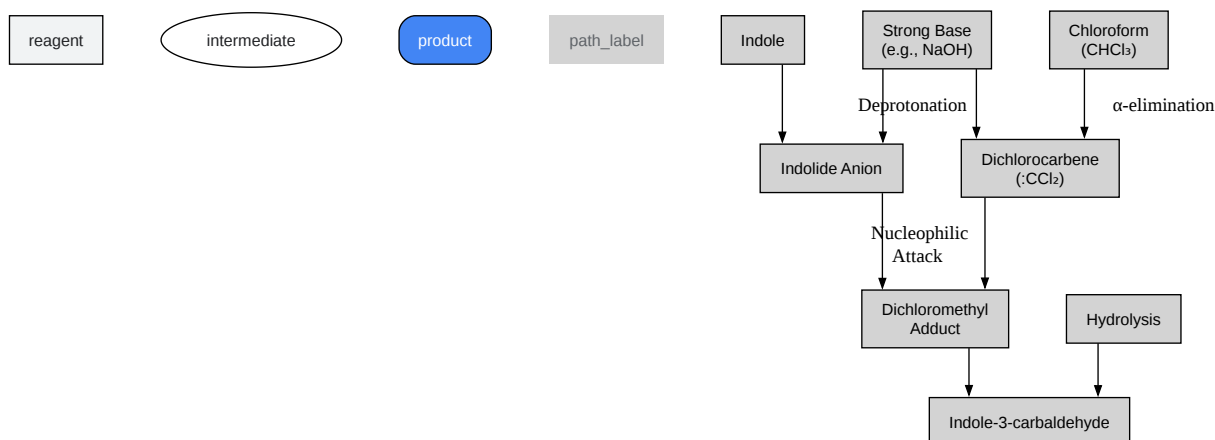 reagent
intermediate
product
path_label
Indole
Strong Base
(e.g., NaOH)
Chloroform
(CHCl₃)
Deprotonation
α-elimination
Indolide Anion
Dichlorocarbene
(:CCl₂)
Nucleophilic
Attack
Dichloromethyl
Adduct
Hydrolysis
Indole-3-carbaldehyde